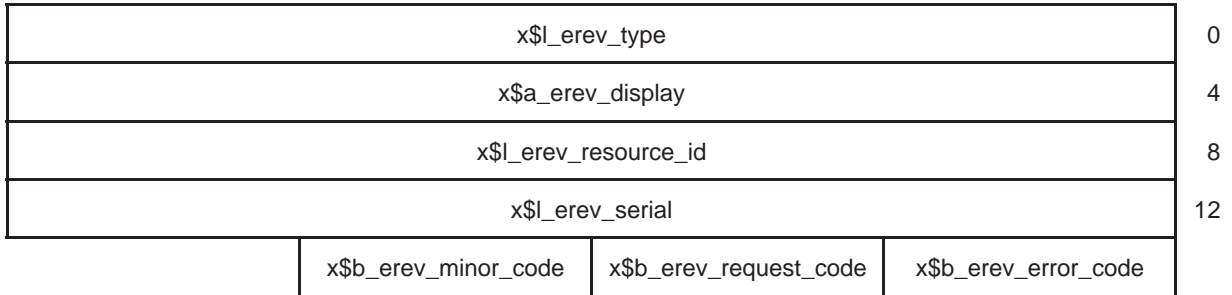 x$l_erev_type 0
x$a_erev_display 4
x$l_erev_resource_id 8
x$l_erev_serial 12
x$b_erev_minor_code x$b_erev_request_code x$b_erev_error_code